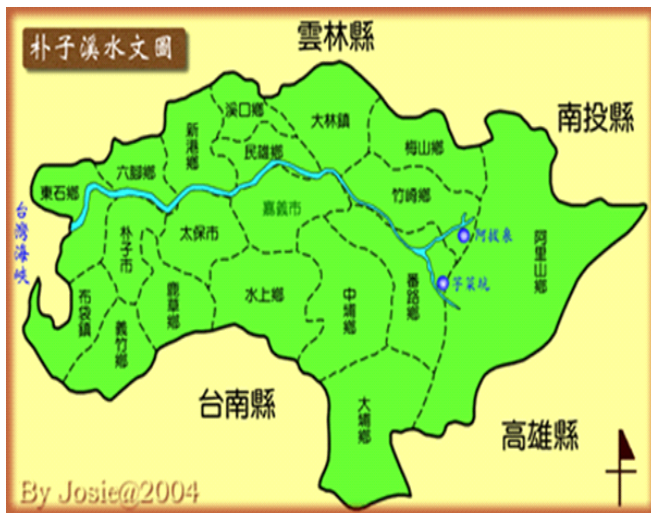 朴子溪水文圖
雲林縣
南投縣
溪口鄉
大林鎮
新港鄉
民雄鄉
梅山鄉
六腳鄉
東石鄉
竹崎鄉
台灣海峽
朴子市
太保市
嘉義市
阿拔泉
阿里山鄉
布袋鎮
義竹鄉
鹿草鄉
水上鄉
中埔鄉
番路鄉
芋菜坑
台南縣
大埔鄉
高雄縣
By Josie@2004